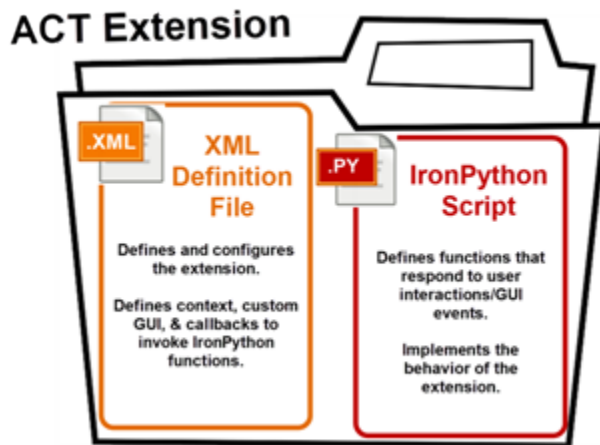 ACT Extension
.XML
XML
Definition
File
Defines and configures
the extension.
Defines context, custom
GUI, & callbacks to
invoke IronPython
functions.
.PY
IronPython
Script
Defines functions that
respond to user
interactions/GUI
events.
Implements the
behavior of the
extension.